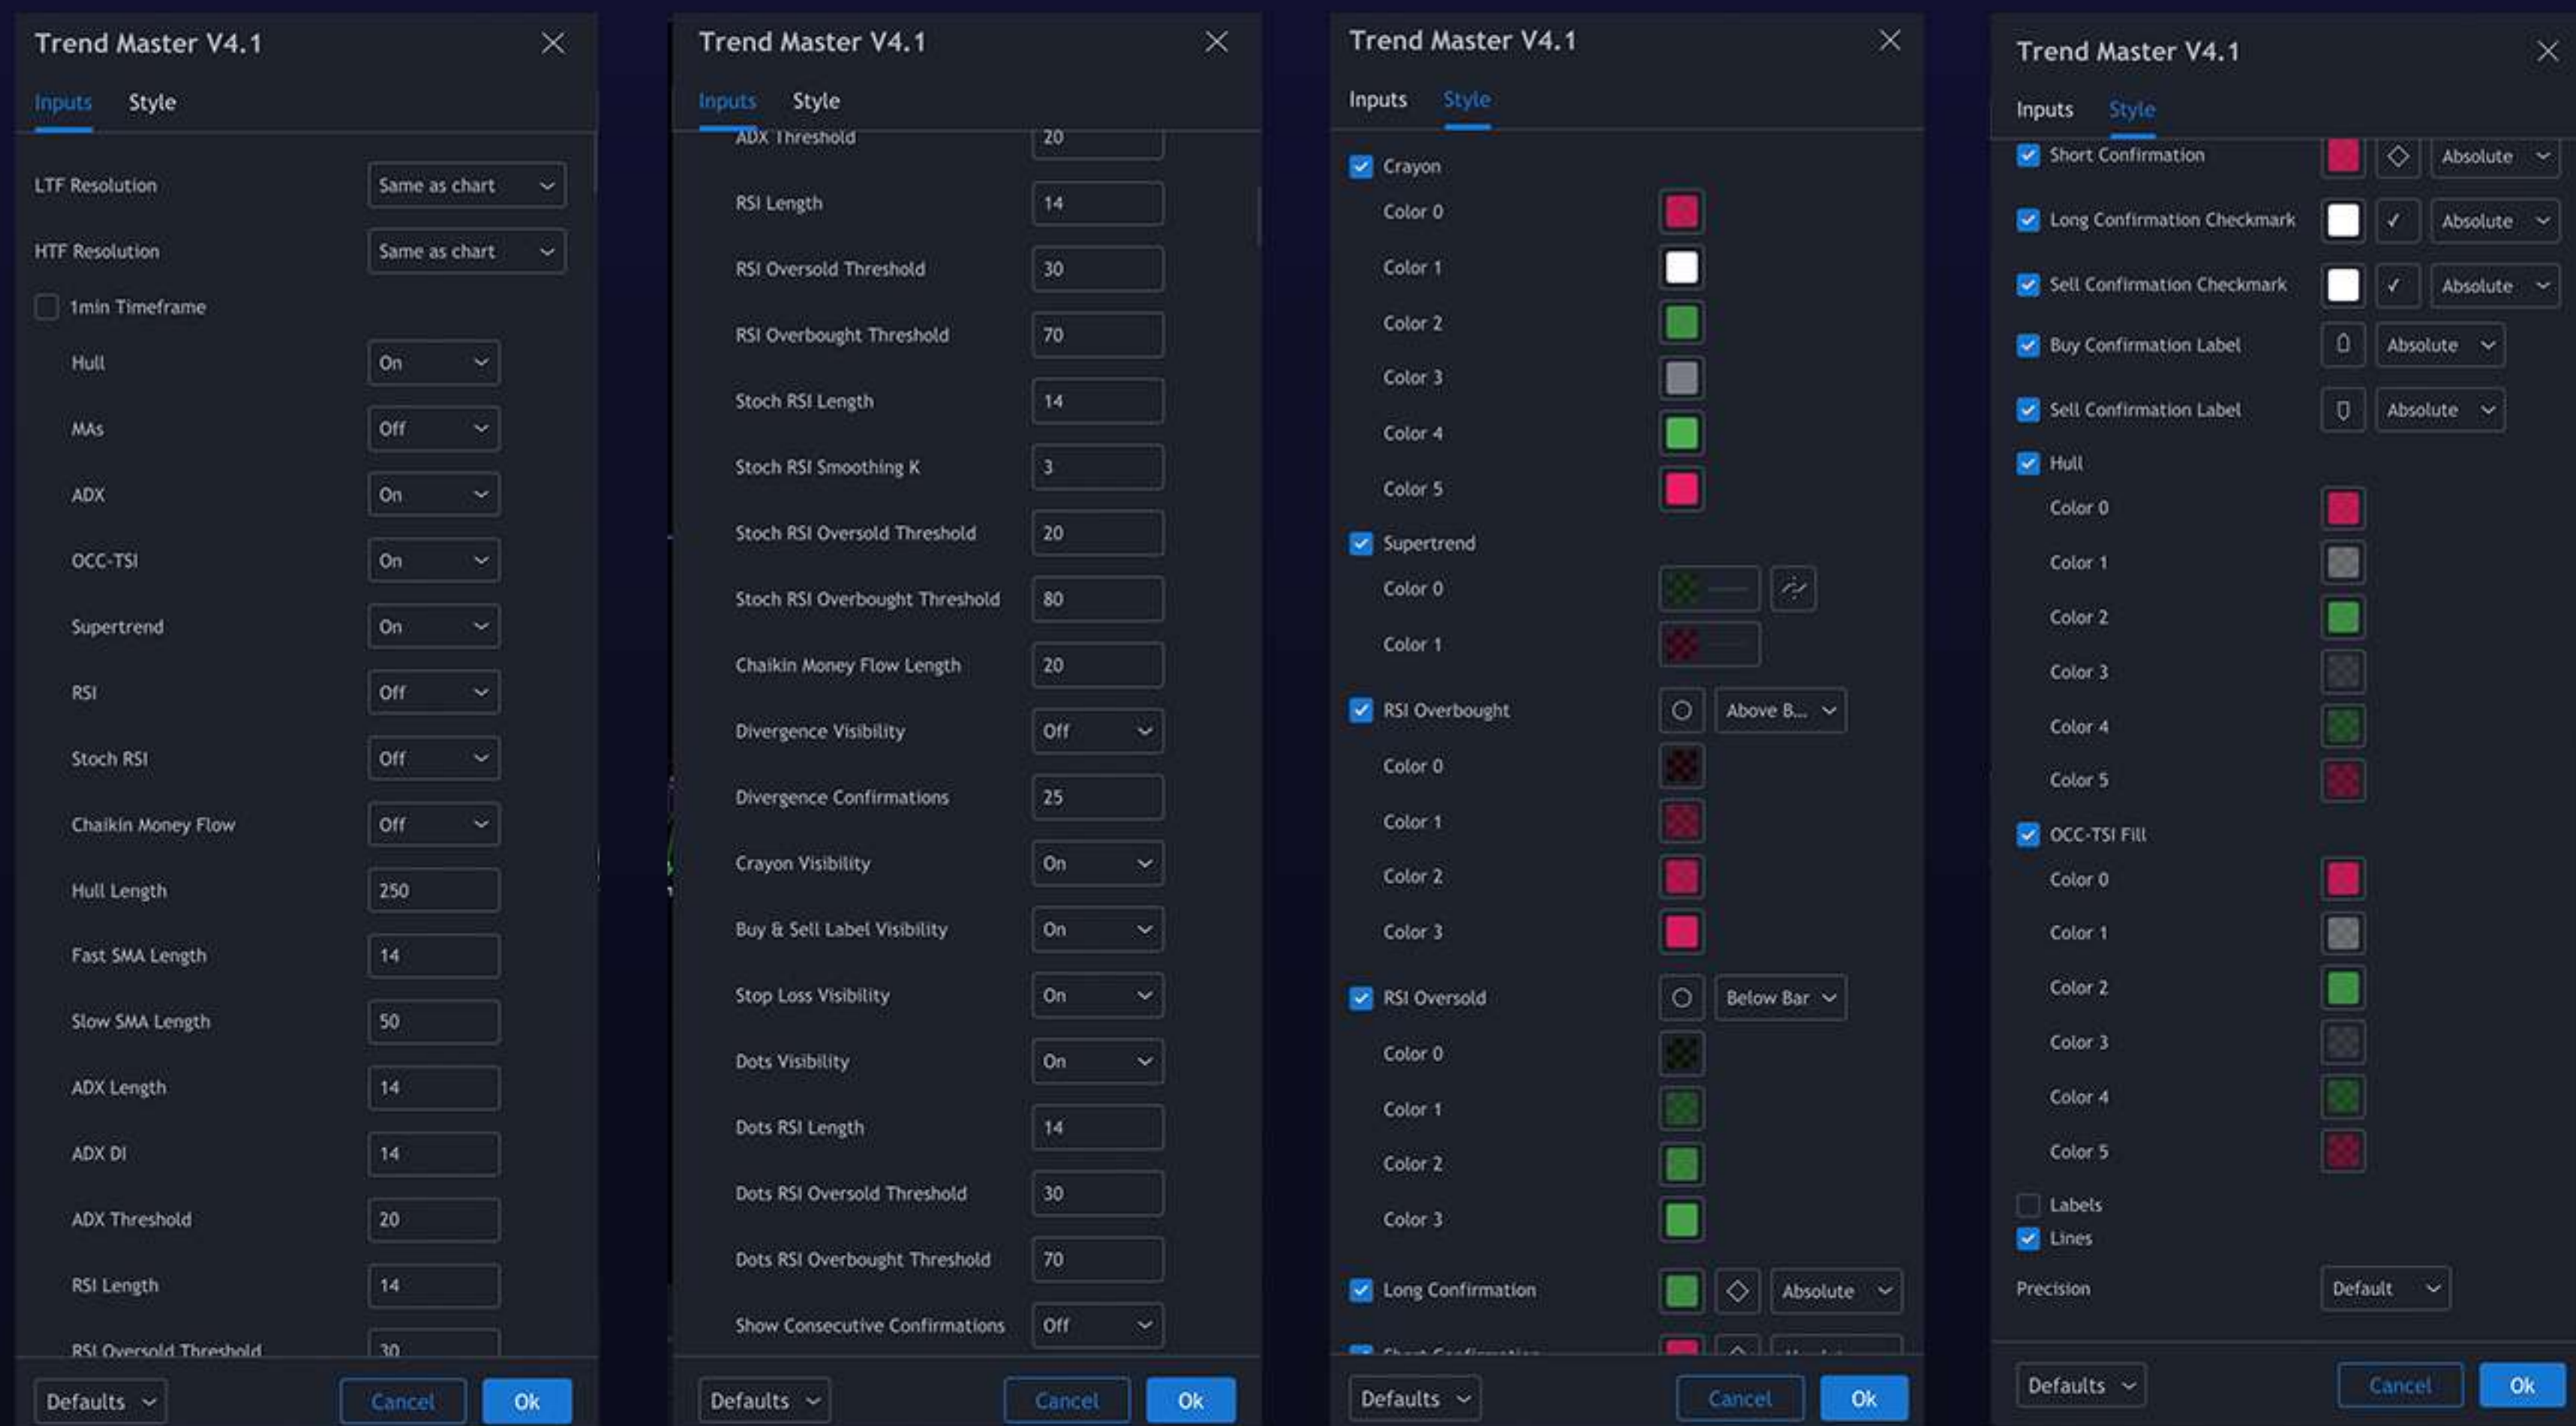 Trend Master V4.1
Inputs Style
LTF Resolution Same as chart
HTF Resolution Same as chart
1min Timeframe
Hull On
MAs Off
ADX On
OCC-TSI On
Supertrend On
RSI Off
Stoch RSI Off
Chaikin Money Flow Off
Hull Length 250
Fast SMA Length 14
Slow SMA Length 50
ADX Length 14
ADX DI 14
ADX Threshold 20
RSI Length 14
RSI Oversold Threshold 30
Defaults Cancel Ok
Trend Master V4.1
Inputs Style
ADX Threshold 20
RSI Length 14
RSI Oversold Threshold 30
RSI Overbought Threshold 70
Stoch RSI Length 14
Stoch RSI Smoothing K 3
Stoch RSI Oversold Threshold 20
Stoch RSI Overbought Threshold 80
Chaikin Money Flow Length 20
Divergence Visibility Off
Divergence Confirmations 25
Crayon Visibility On
Buy & Sell Label Visibility On
Stop Loss Visibility On
Dots Visibility On
Dots RSI Length 14
Dots RSI Oversold Threshold 30
Dots RSI Overbought Threshold 70
Show Consecutive Confirmations Off
Defaults Cancel Ok
Trend Master V4.1
Inputs Style
Crayon
Color 0
Color 1
Color 2
Color 3
Color 4
Color 5
Supertrend
Color 0
Color 1
RSI Overbought Above B...
Color 0
Color 1
Color 2
Color 3
RSI Oversold Below Bar
Color 0
Color 1
Color 2
Color 3
Long Confirmation Absolute
Defaults Cancel Ok
Trend Master V4.1
Inputs Style
Short Confirmation Absolute
Long Confirmation Checkmark Absolute
Sell Confirmation Checkmark Absolute
Buy Confirmation Label Absolute
Sell Confirmation Label Absolute
Hull
Color 0
Color 1
Color 2
Color 3
Color 4
Color 5
OCC-TSI Fill
Color 0
Color 1
Color 2
Color 3
Color 4
Color 5
Labels
Lines
Precision Default
Defaults Cancel Ok